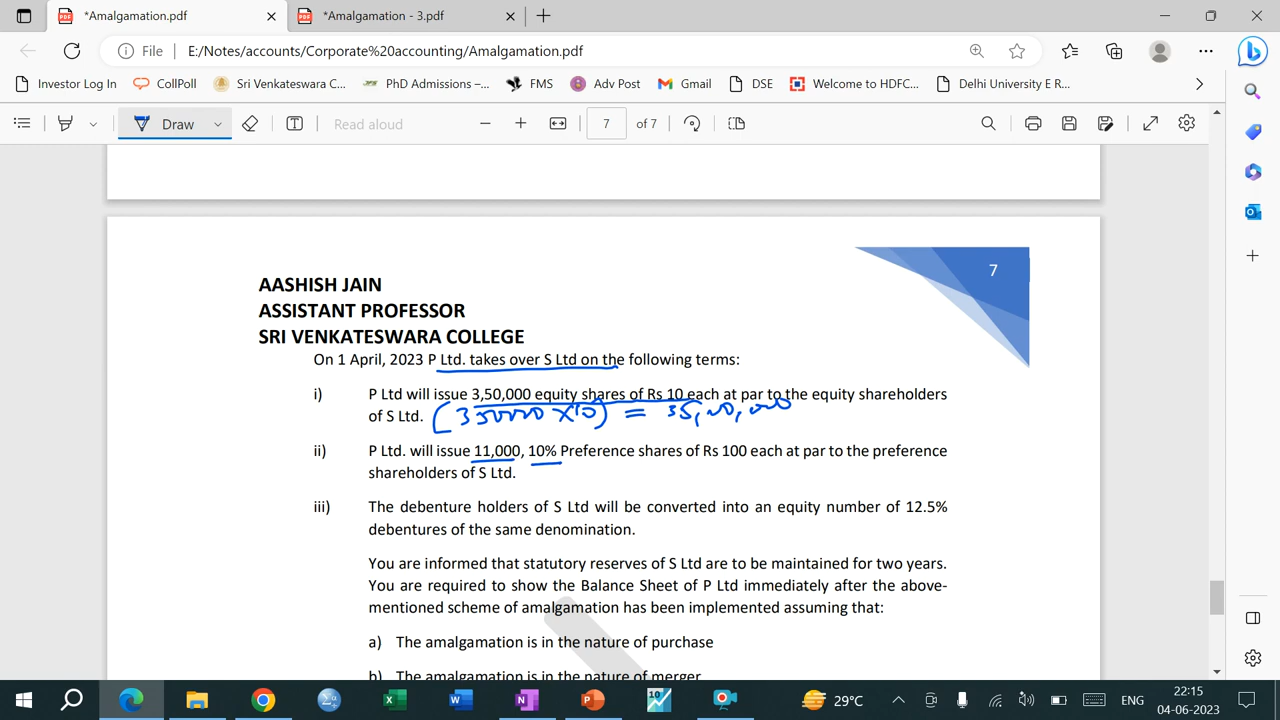 *Amalgamation.pdf
*Amalgamation - 3.pdf
File
E:/Notes/accounts/Corporate%20accounting/Amalgamation.pdf
Investor Log In
CollPoll
Sri Venkateswara C...
PhD Admissions –...
FMS
Adv Post
Gmail
DSE
Welcome to HDFC...
Delhi University E R...
Draw
Read aloud
7
of 7
7
AASHISH JAIN
ASSISTANT PROFESSOR
SRI VENKATESWARA COLLEGE
On 1 April, 2023 P Ltd. takes over S Ltd on the following terms:
i) P Ltd will issue 3,50,000 equity shares of Rs 10 each at par to the equity shareholders
of S Ltd. (350000 X10) = 35,00,000
ii) P Ltd. will issue 11,000, 10% Preference shares of Rs 100 each at par to the preference
shareholders of S Ltd.
iii) The debenture holders of S Ltd will be converted into an equity number of 12.5%
debentures of the same denomination.
You are informed that statutory reserves of S Ltd are to be maintained for two years.
You are required to show the Balance Sheet of P Ltd immediately after the above-
mentioned scheme of amalgamation has been implemented assuming that:
a) The amalgamation is in the nature of purchase
b) The amalgamation is in the nature of merger
29°C
ENG
22:15
04-06-2023